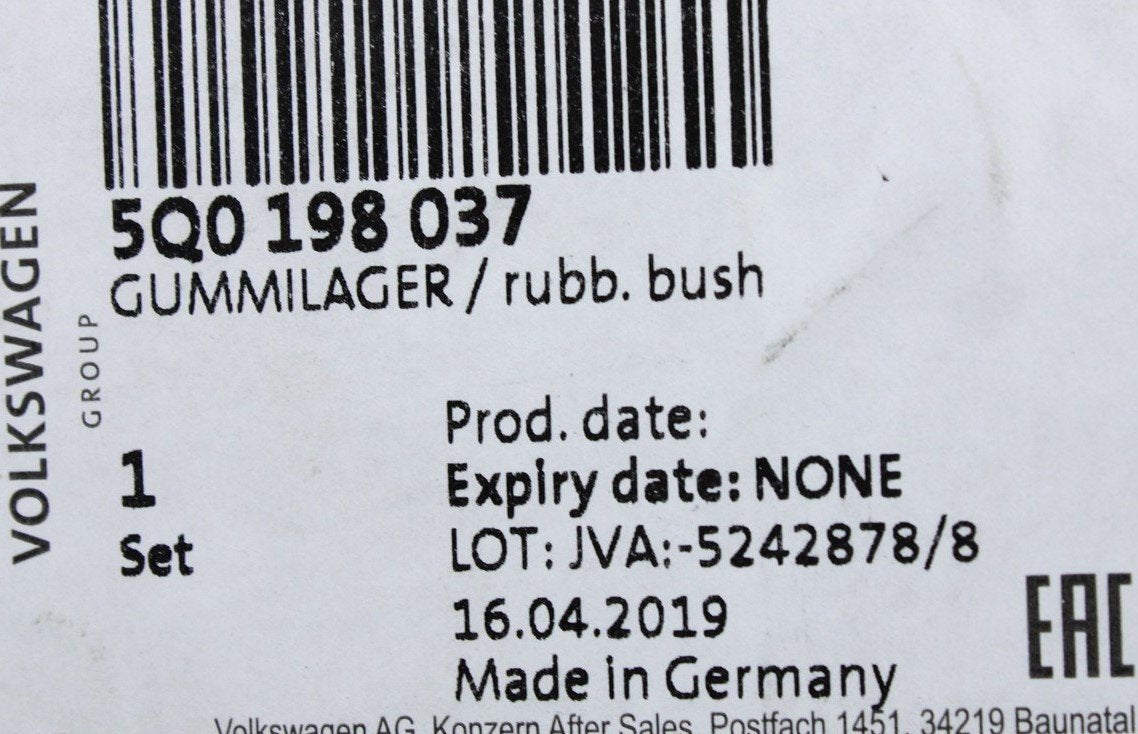 5Q0 198 037
GUMMILAGER / rubb. bush
VOLKSWAGEN
GROUP
1
Set
Prod. date:
Expiry date: NONE
LOT: JVA:-5242878/8
16.04.2019
Made in Germany
EAC
Volkswagen AG, Konzern After Sales, Postfach 1451, 34219 Baunatal